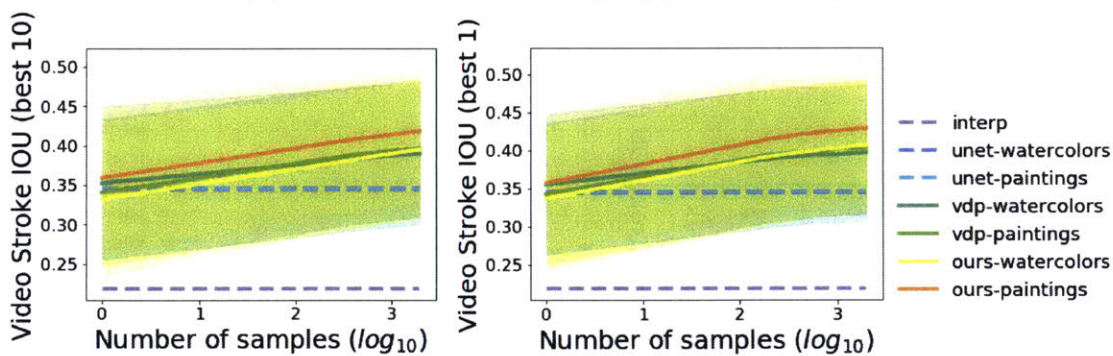 Video Stroke IOU (best 10)
0.50
0.45
0.40
0.35
0.30
0.25
0
1
2
3
Number of samples (log10)
Video Stroke IOU (best 1)
0.50
0.45
0.40
0.35
0.30
0.25
0
1
2
3
Number of samples (log10)
interp
unet-watercolors
unet-paintings
vdp-watercolors
vdp-paintings
ours-watercolors
ours-paintings